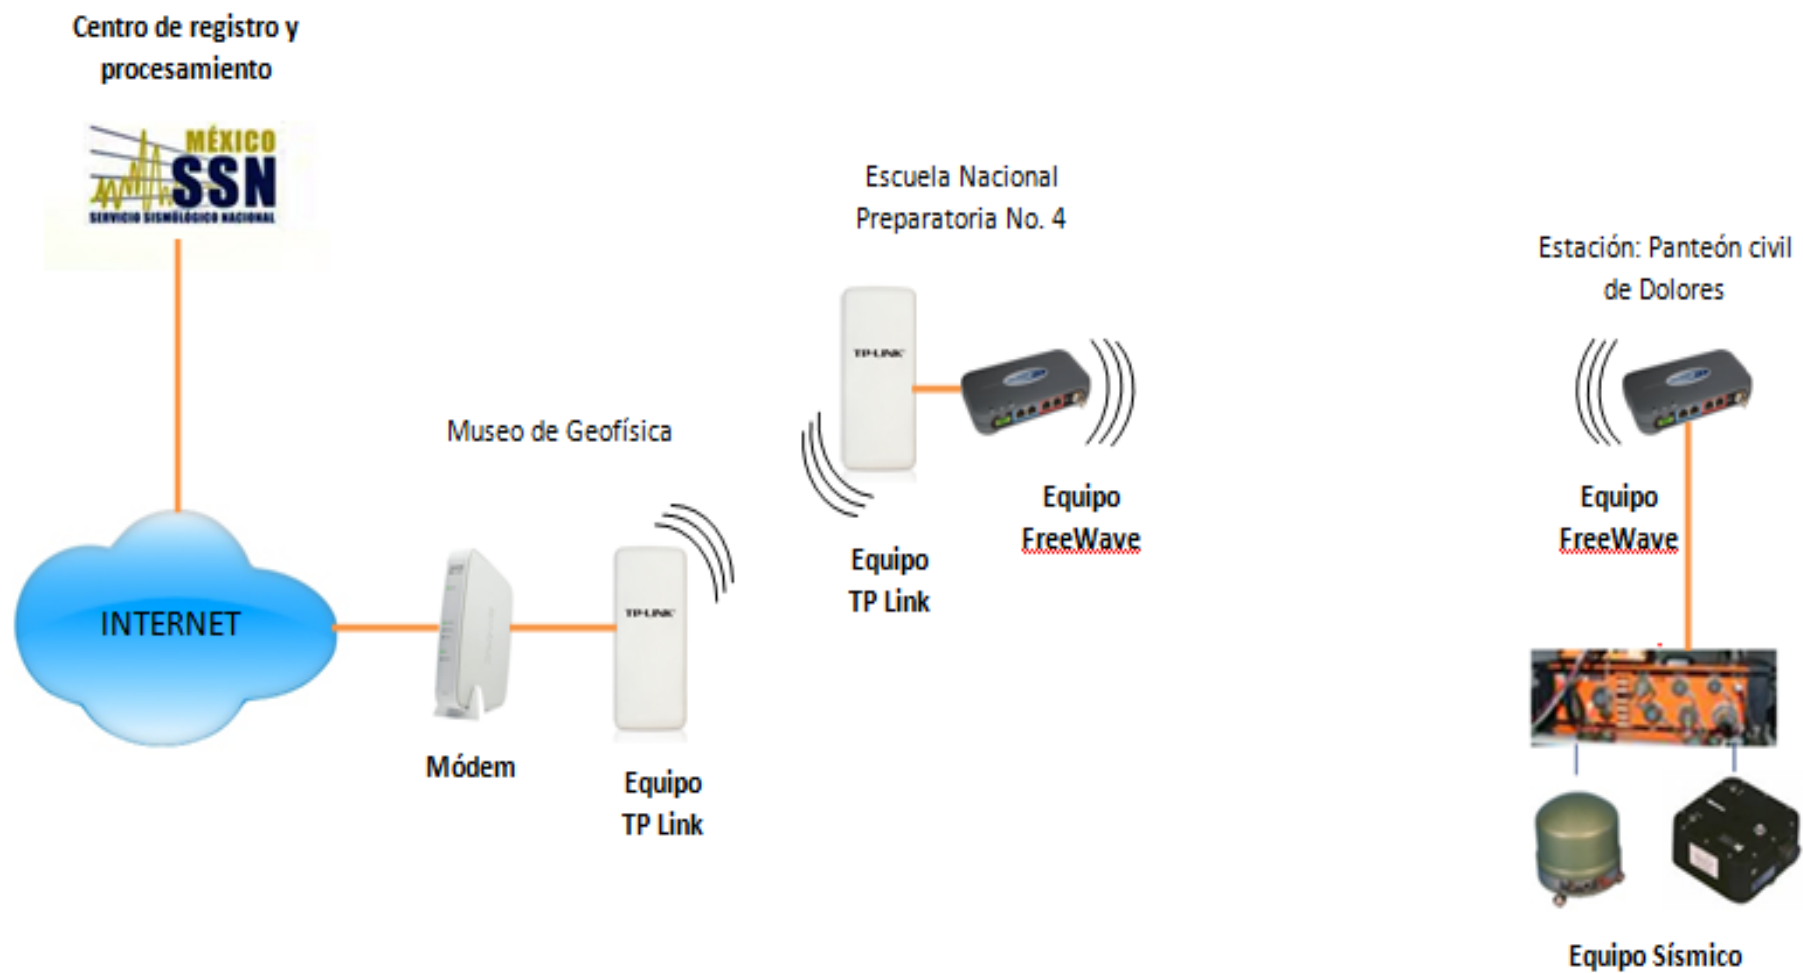 Centro de registro y
procesamiento
MÉXICO
SSN
SERVICIO SISMOLÓGICO NACIONAL
Escuela Nacional
Preparatoria No. 4
Estación: Panteón civil
de Dolores
TP-LINK
Museo de Geofísica
Equipo
FreeWave
Equipo
FreeWave
Equipo
TP Link
INTERNET
TP-LINK
Módem
Equipo
TP Link
Equipo Sísmico